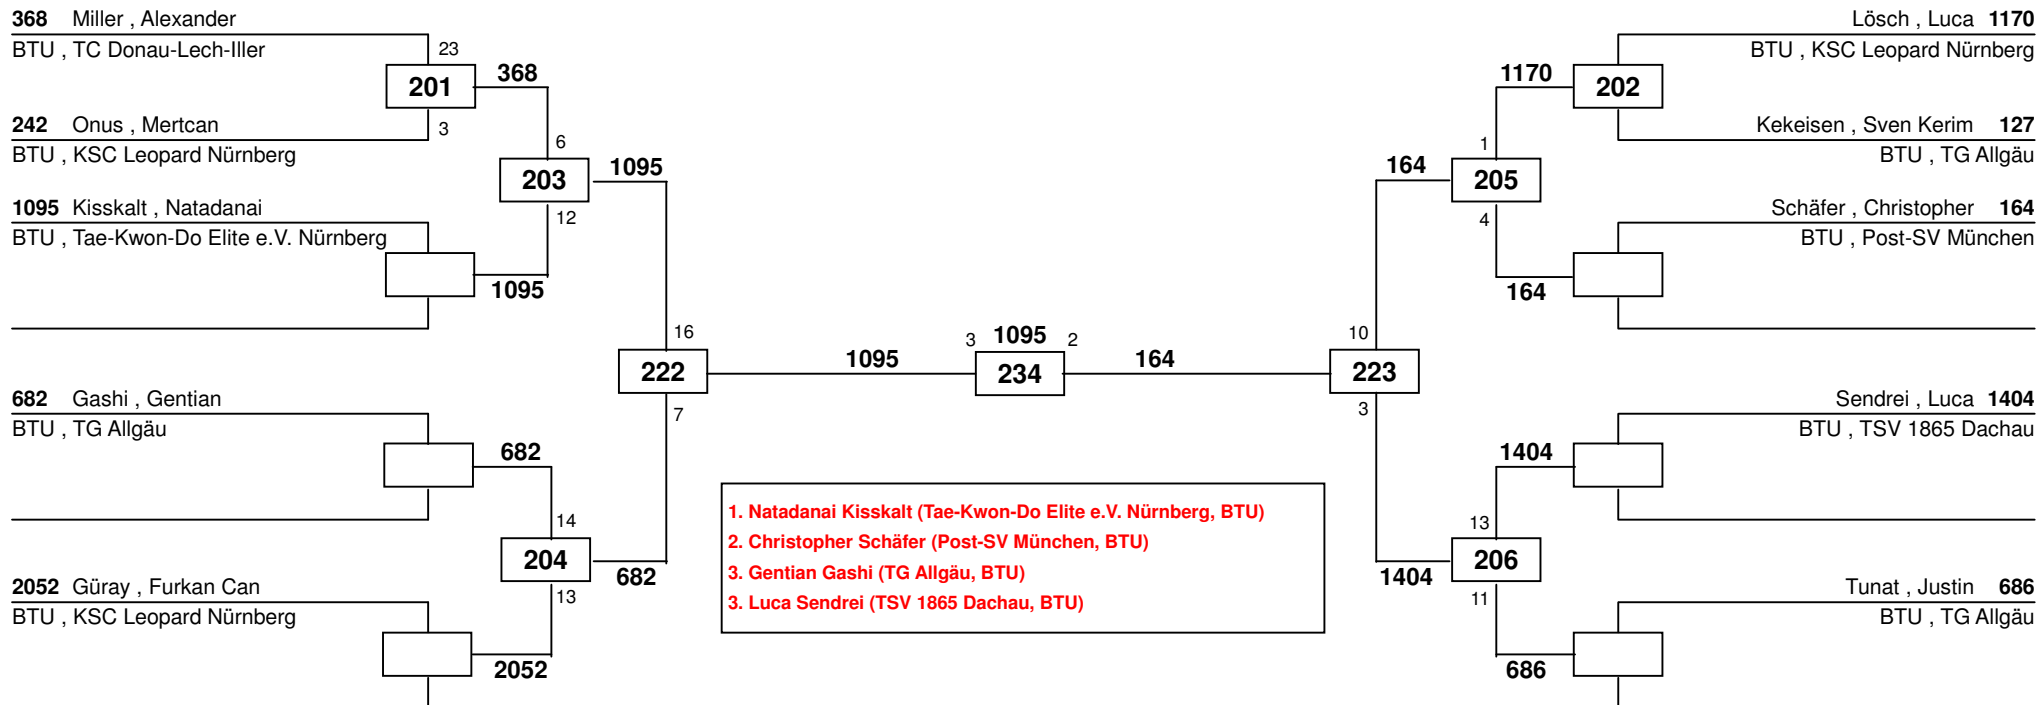 368 Miller , Alexander
BTU , TC Donau-Lech-Iller
23
201
368
3
242 Onus , Mertcan
BTU , KSC Leopard Nürnberg
6
203
1095
12
1095 Kisskalt , Natadanai
BTU , Tae-Kwon-Do Elite e.V. Nürnberg
1095
16
222
1095
7
682 Gashi , Gentian
BTU , TG Allgäu
682
14
204
682
13
2052 Güray , Furkan Can
BTU , KSC Leopard Nürnberg
2052
3 1095 2
234
164
1. Natadanai Kisskalt (Tae-Kwon-Do Elite e.V. Nürnberg, BTU)
2. Christopher Schäfer (Post-SV München, BTU)
3. Gentian Gashi (TG Allgäu, BTU)
3. Luca Sendrei (TSV 1865 Dachau, BTU)
Lösch , Luca 1170
BTU , KSC Leopard Nürnberg
1170
202
Kekeisen , Sven Kerim 127
BTU , TG Allgäu
1
164
205
4
Schäfer , Christopher 164
BTU , Post-SV München
164
10
223
3
Sendrei , Luca 1404
BTU , TSV 1865 Dachau
1404
13
206
1404
11
Tunat , Justin 686
BTU , TG Allgäu
686